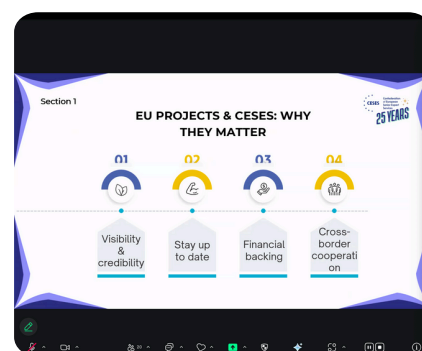 Section 1
CESES
25 YEARS
EU PROJECTS & CESES: WHY
THEY MATTER
01
02
03
04
Visibility
&
credibility
Stay up
to date
Financial
backing
Cross-
border
cooperati
on
20